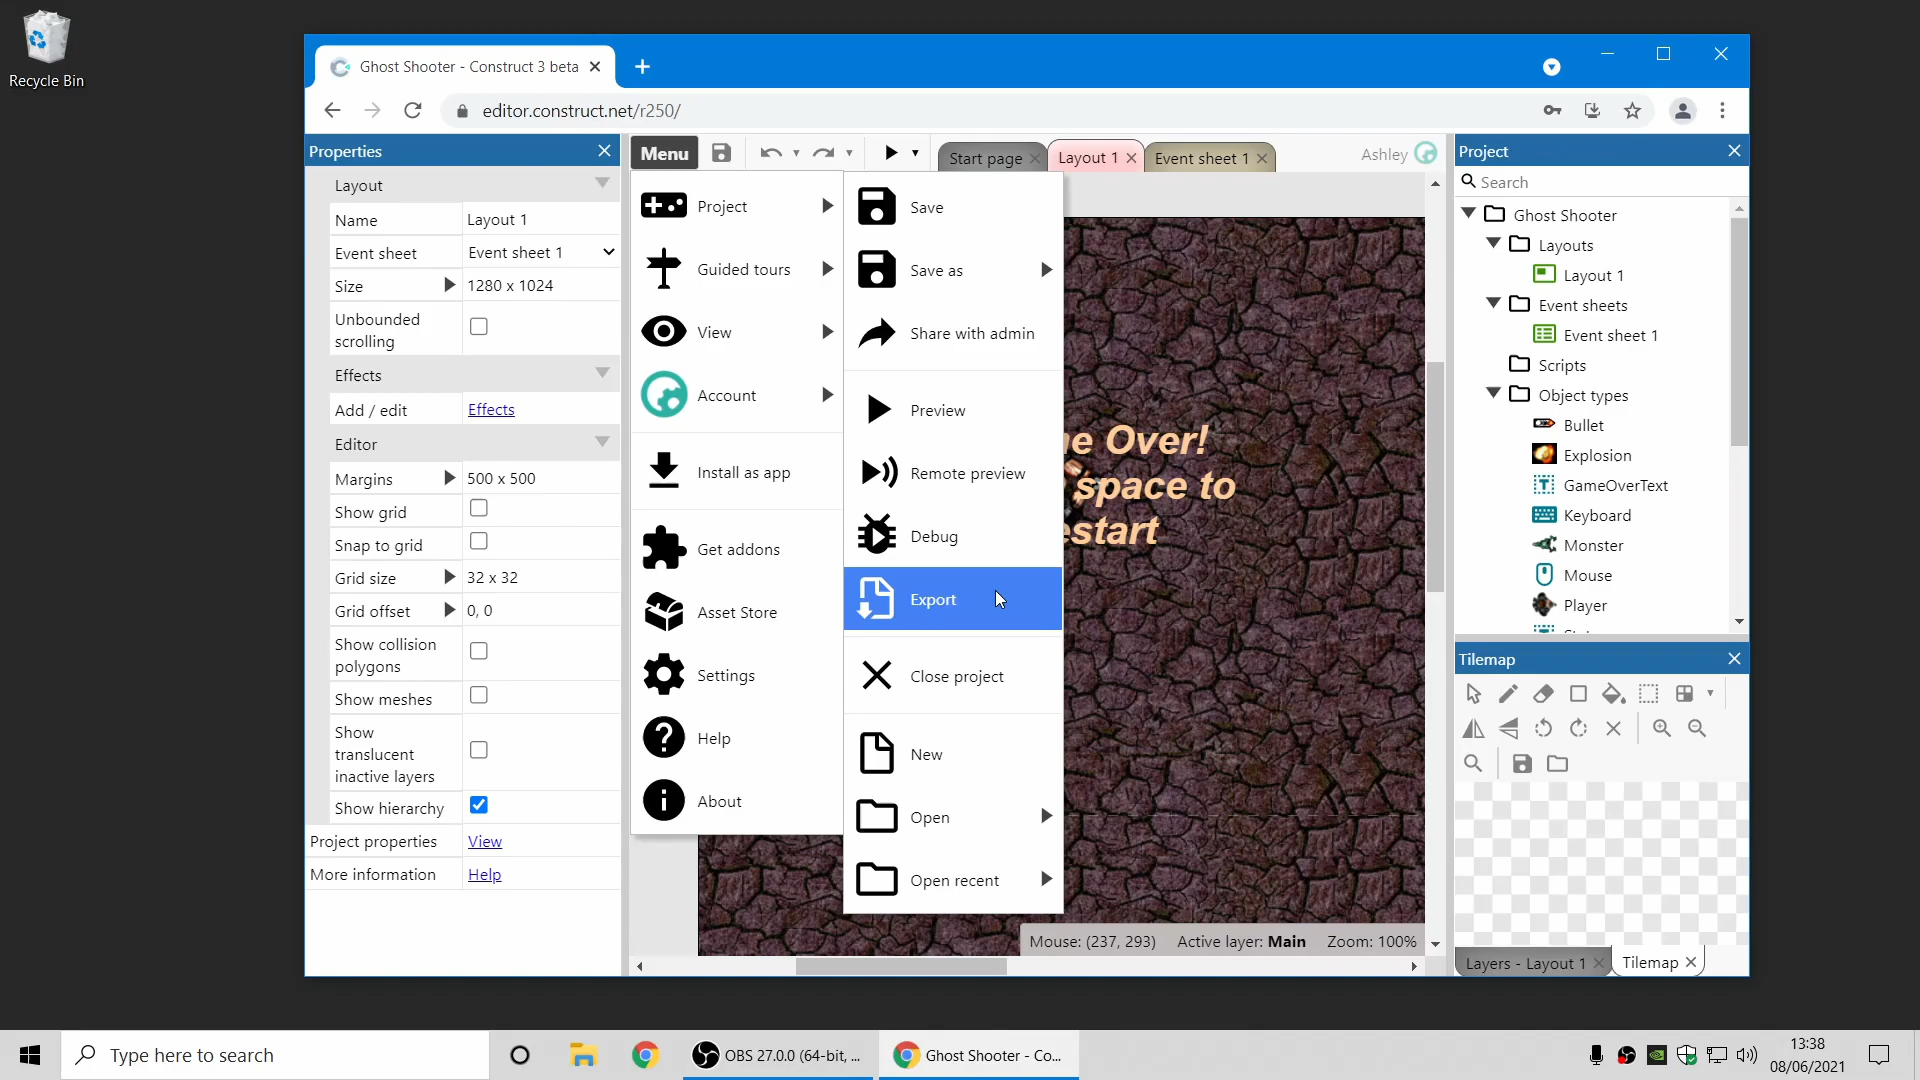 Recycle Bin
Ghost Shooter - Construct 3 beta
editor.construct.net/r250/
Properties
Layout
Name Layout 1
Event sheet Event sheet 1
Size 1280 x 1024
Unbounded
scrolling
Effects
Add / edit Effects
Editor
Margins 500 x 500
Show grid
Snap to grid
Grid size 32 x 32
Grid offset 0, 0
Show collision
polygons
Show meshes
Show
translucent
inactive layers
Show hierarchy
Project properties View
More information Help
Menu
Start page
Layout 1
Event sheet 1
Ashley
Project
Guided tours
View
Account
Install as app
Get addons
Asset Store
Settings
Help
About
Save
Save as
Share with admin
Preview
Remote preview
Debug
Export
Close project
New
Open
Open recent
e Over!
space to
estart
Mouse: (237, 293) Active layer: Main Zoom: 100%
Project
Search
Ghost Shooter
Layouts
Layout 1
Event sheets
Event sheet 1
Scripts
Object types
Bullet
Explosion
GameOverText
Keyboard
Monster
Mouse
Player
Tilemap
Layers - Layout 1
Tilemap
Type here to search
OBS 27.0.0 (64-bit, ...
Ghost Shooter - Co...
13:38
08/06/2021